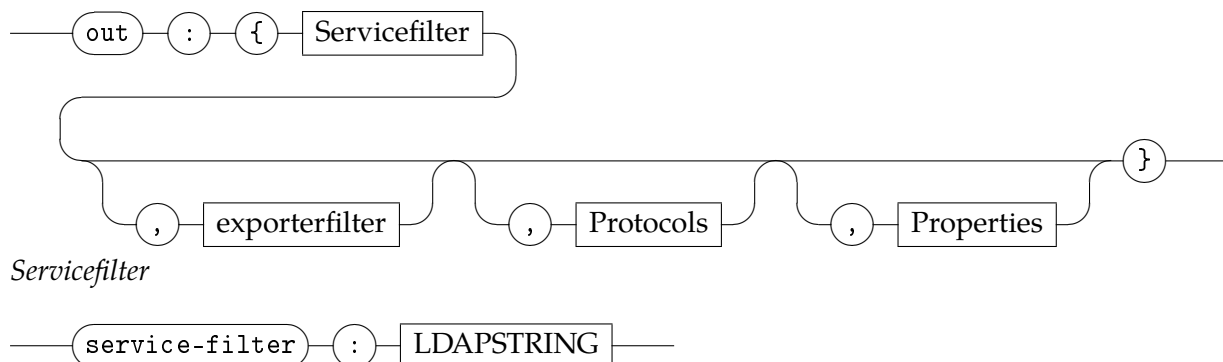 out : { Servicefilter
}
, exporterfilter , Protocols , Properties
Servicefilter
service-filter : LDAPSTRING